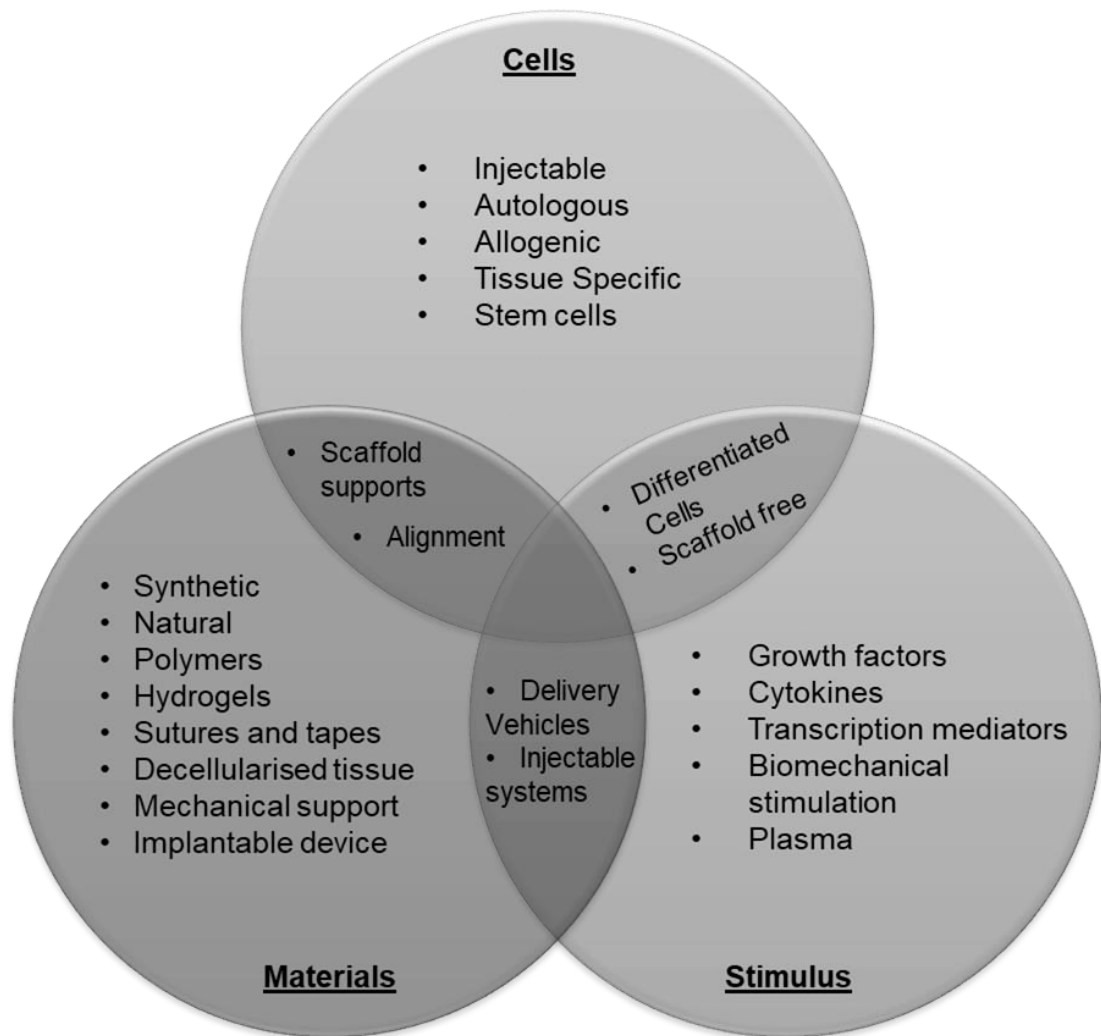 Cells
• Injectable
• Autologous
• Allogenic
• Tissue Specific
• Stem cells
• Scaffold
supports
• Alignment
• Differentiated
Cells
• Scaffold free
• Synthetic
• Natural
• Polymers
• Hydrogels
• Sutures and tapes
• Decellularised tissue
• Mechanical support
• Implantable device
• Delivery
Vehicles
• Injectable
systems
• Growth factors
• Cytokines
• Transcription mediators
• Biomechanical
stimulation
• Plasma
Materials
Stimulus